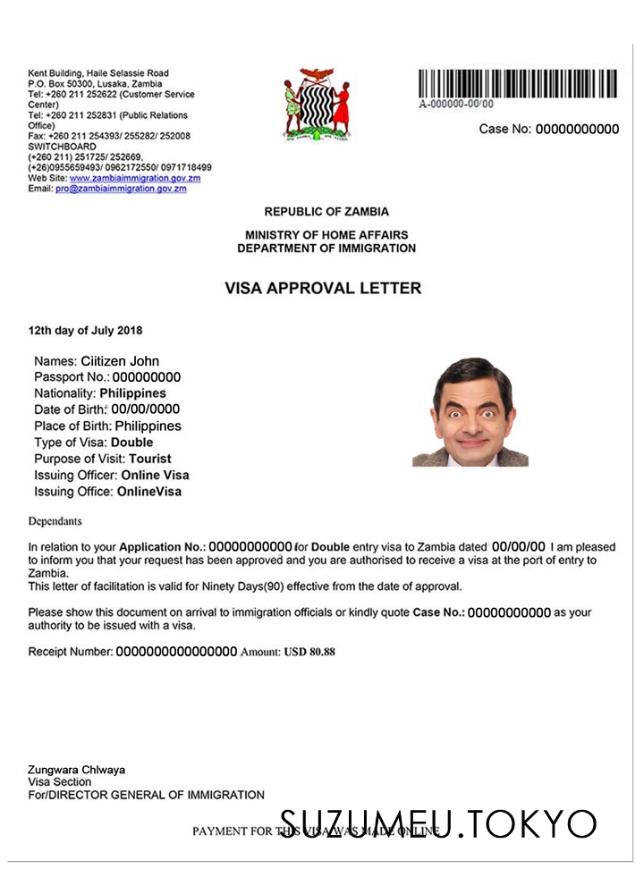 Kent Building, Haile Selassie Road
P.O. Box 50300, Lusaka, Zambia
Tel: +260 211 252622 (Customer Service
Center)
Tel: +260 211 252831 (Public Relations
Office)
Fax: +260 211 254393/ 255282/ 252008
SWITCHBOARD
(+260 211) 251725/ 252669,
(+26)0955659493/ 0962172550/ 0971718499
Web Site: www.zambiaimmigration.gov.zm
Email: pro@zambiaimmigration.gov.zm
A-000000-00/00
Case No: 00000000000
REPUBLIC OF ZAMBIA
MINISTRY OF HOME AFFAIRS
DEPARTMENT OF IMMIGRATION
VISA APPROVAL LETTER
12th day of July 2018
Names: Ciitizen John
Passport No.: 000000000
Nationality: Philippines
Date of Birth: 00/00/0000
Place of Birth: Philippines
Type of Visa: Double
Purpose of Visit: Tourist
Issuing Officer: Online Visa
Issuing Office: OnlineVisa
Dependants
In relation to your Application No.: 00000000000 for Double entry visa to Zambia dated 00/00/00 I am pleased
to inform you that your request has been approved and you are authorised to receive a visa at the port of entry to
Zambia.
This letter of facilitation is valid for Ninety Days(90) effective from the date of approval.
Please show this document on arrival to immigration officials or kindly quote Case No.: 00000000000 as your
authority to be issued with a visa.
Receipt Number: 0000000000000000 Amount: USD 80.88
Zungwara Chlwaya
Visa Section
For/DIRECTOR GENERAL OF IMMIGRATION
PAYMENT FOR THIS VISA WAS MADE ONLINE
SUZUMEU.TOKYO